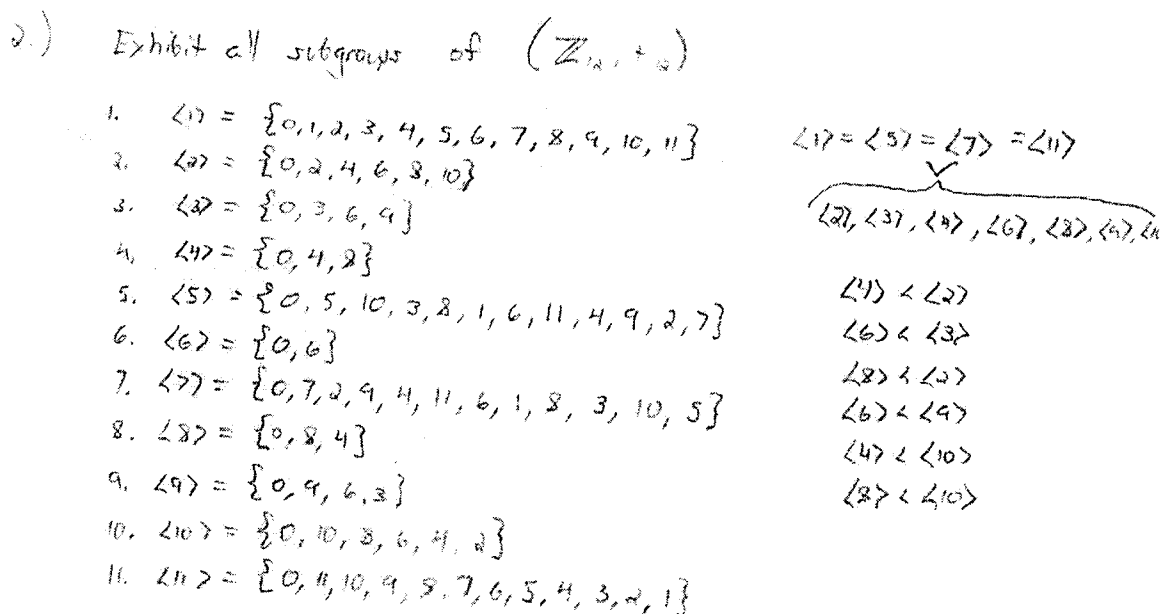 2.) Exhibit all subgroups of (ℤ₁₂, +₁₂)
1. <1> = {0, 1, 2, 3, 4, 5, 6, 7, 8, 9, 10, 11}
2. <2> = {0, 2, 4, 6, 8, 10}
3. <3> = {0, 3, 6, 9}
4. <4> = {0, 4, 8}
5. <5> = {0, 5, 10, 3, 8, 1, 6, 11, 4, 9, 2, 7}
6. <6> = {0, 6}
7. <7> = {0, 7, 2, 9, 4, 11, 6, 1, 8, 3, 10, 5}
8. <8> = {0, 8, 4}
9. <9> = {0, 9, 6, 3}
10. <10> = {0, 10, 8, 6, 4, 2}
11. <11> = {0, 11, 10, 9, 8, 7, 6, 5, 4, 3, 2, 1}
<1> = <5> = <7> = <11>
<2>, <3>, <4>, <6>, <8>, <9>, <10
<4> < <2>
<6> < <3>
<8> < <2>
<6> < <9>
<4> < <10>
<8> < <10>